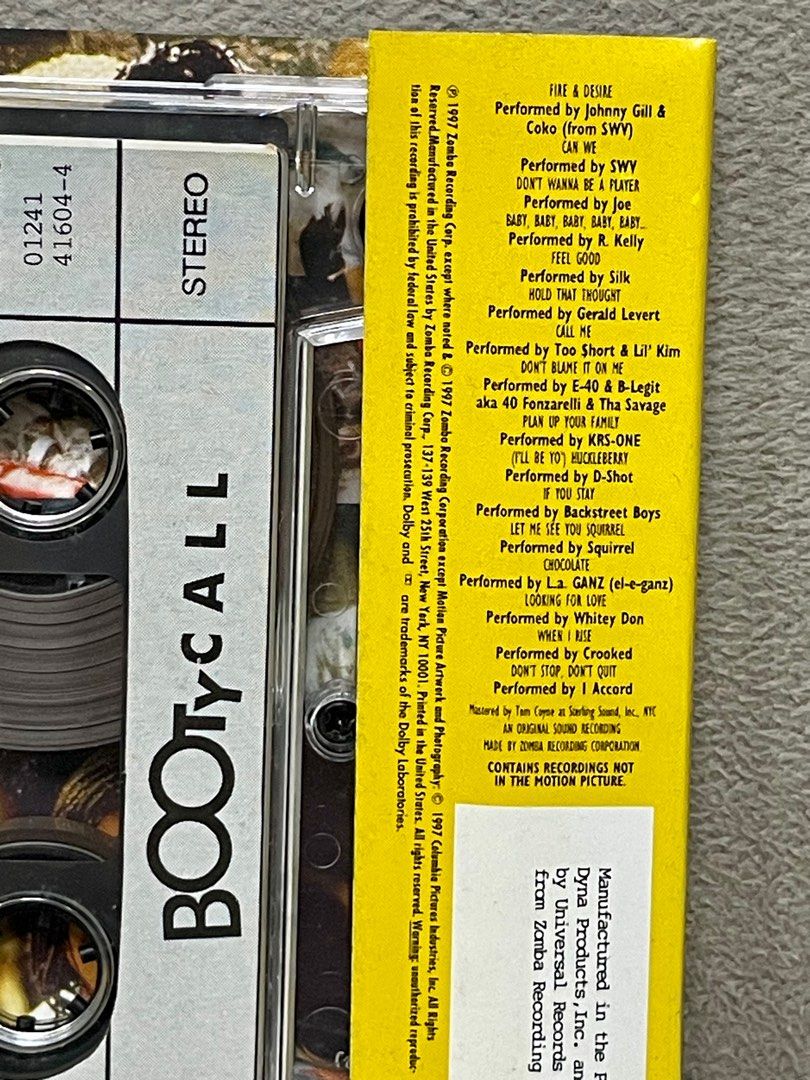 01241
41604-4
STEREO
BOOTyCALL
FIRE & DESIRE
Performed by Johnny Gill &
Coko (from SWV)
CAN WE
Performed by SWV
DON'T WANNA BE A PLAYER
Performed by Joe
BABY, BABY, BABY, BABY, BABY...
Performed by R. Kelly
FEEL GOOD
Performed by Silk
HOLD THAT THOUGHT
Performed by Gerald Levert
CALL ME
Performed by Too $hort & Lil' Kim
DON'T BLAME IT ON ME
Performed by E-40 & B-Legit
aka 40 Fonzarelli & Tha Savage
PLAN UP YOUR FAMILY
Performed by KRS-ONE
(I'LL BE YO') HUCKLEBERRY
Performed by D-Shot
IF YOU STAY
Performed by Backstreet Boys
LET ME SEE YOU SQUIRREL
Performed by Squirrel
CHOCOLATE
Performed by L.a. GANZ (el-e-ganz)
LOOKING FOR LOVE
Performed by Whitey Don
WHEN I RISE
Performed by Crooked
DON'T STOP, DON'T QUIT
Performed by 1 Accord
Mastered by Tom Coyne at Sterling Sound, Inc., NYC
AN ORIGINAL SOUND RECORDING
MADE BY ZOMBA RECORDING CORPORATION.
CONTAINS RECORDINGS NOT
IN THE MOTION PICTURE.
℗ 1997 Zomba Recording Corp. except where noted & © 1997 Zomba Recording Corporation except Motion Picture Artwork and Photography: © 1997 Columbia Pictures Industries, Inc. All Rights
Reserved. Manufactured in the United States by Zomba Recording Corp., 137-139 West 25th Street, New York, NY 10001. Printed in the United States. All rights reserved. Warning: unauthorized reproduc-
tion of this recording is prohibited by federal law and subject to criminal prosecution. Dolby and are trademarks of the Dolby Laboratories.
Manufactured in the
Dyna Products,Inc.
by Universal Records
from Zomba Recording